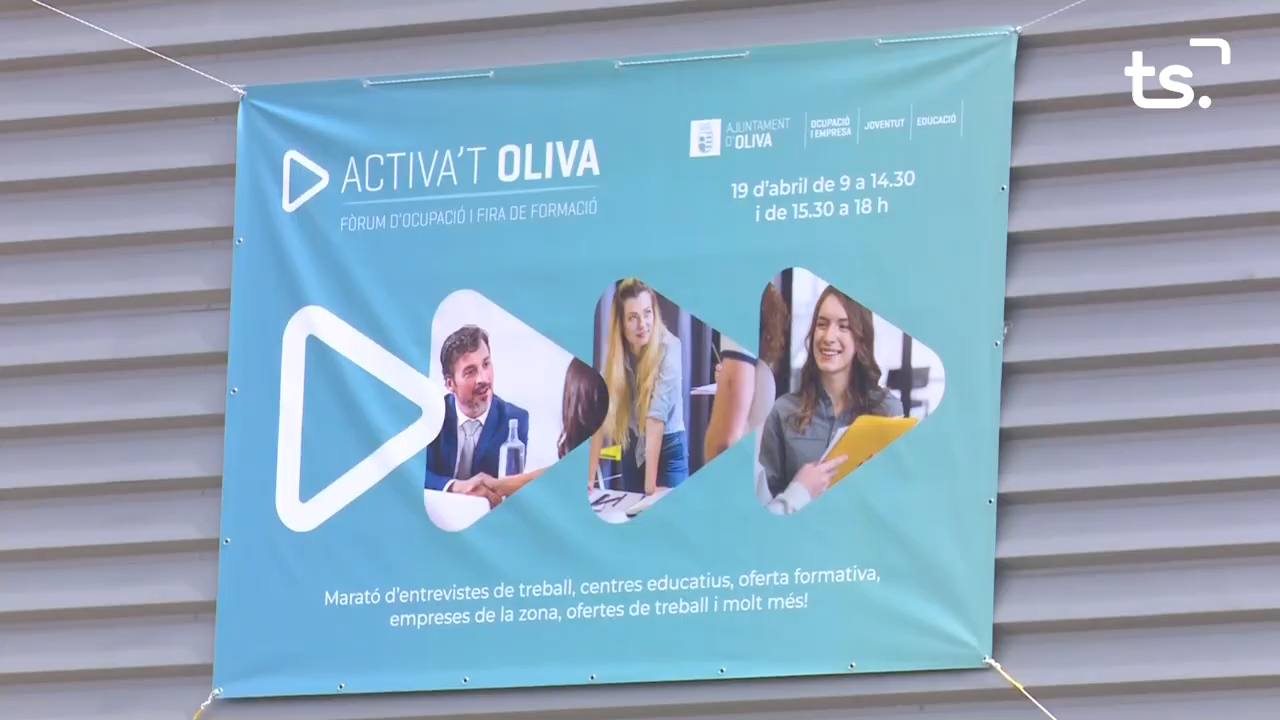 ts.
ACTIVA'T OLIVA
FÒRUM D'OCUPACIÓ I FIRA DE FORMACIÓ
AJUNTAMENT
D'OLIVA
OCUPACIÓ
I EMPRESA
JOVENTUT
EDUCACIÓ
19 d'abril de 9 a 14.30
i de 15.30 a 18 h
Marató d'entrevistes de treball, centres educatius, oferta formativa,
empreses de la zona, ofertes de treball i molt més!